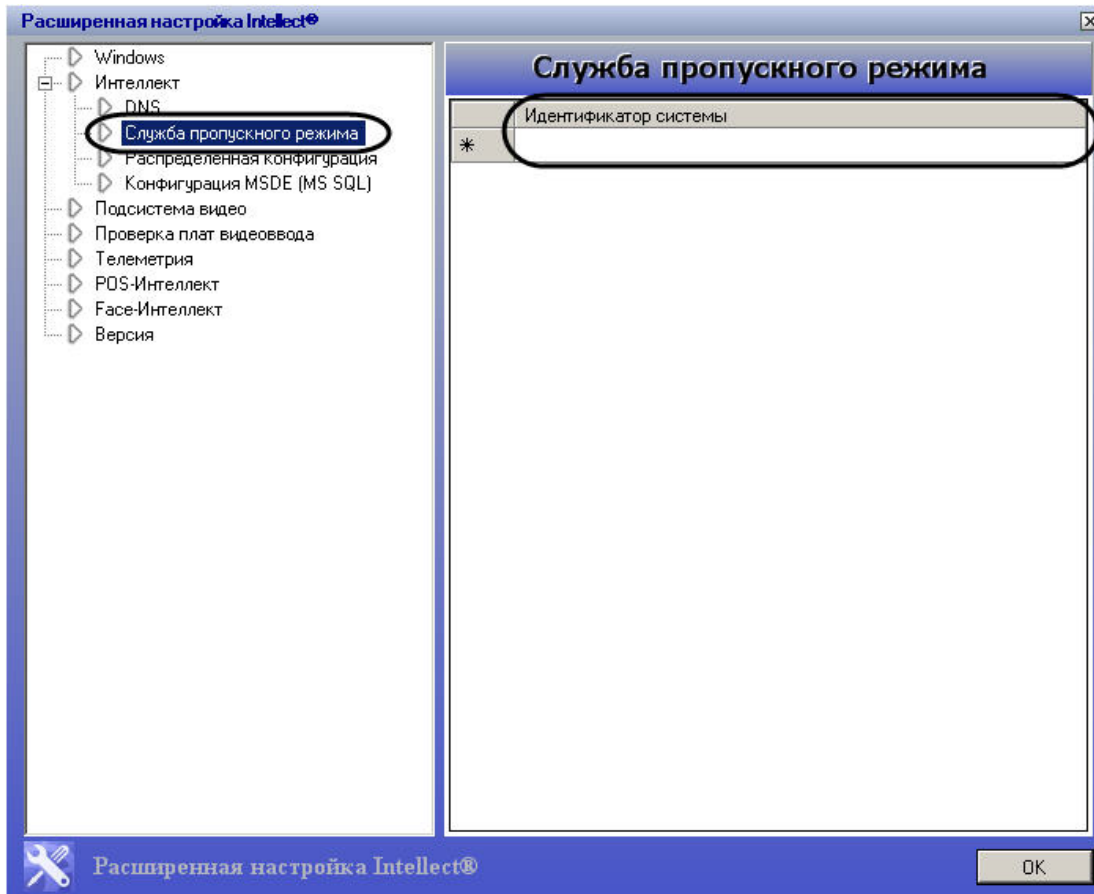 Расширенная настройка Intellect®
Windows
Интеллект
DNS
Служба пропускного режима
Распределенная конфигурация
Конфигурация MSDE (MS SQL)
Подсистема видео
Проверка плат видеоввода
Телеметрия
POS-Интеллект
Face-Интеллект
Версия
Служба пропускного режима
Идентификатор системы
Расширенная настройка Intellect®
OK